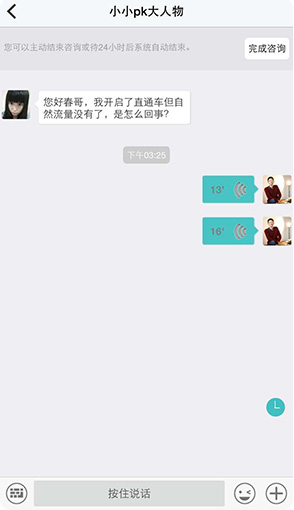 小小pk大人物
您可以主动结束咨询或待24小时后系统自动结束。
完成咨询
您好春哥，我开启了直通车但自
然流量没有了，是怎么回事？
下午03:25
13'
16'
按住说话